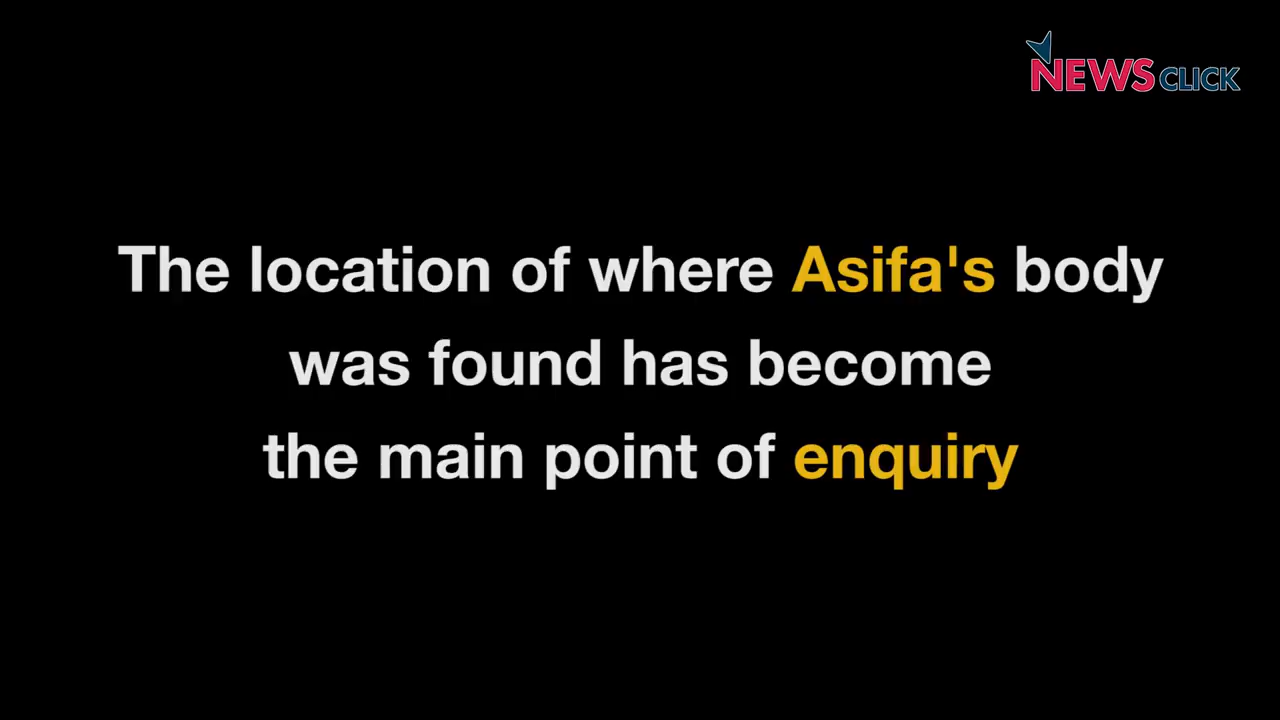 NEWSCLICK
The location of where Asifa's body
was found has become
the main point of enquiry